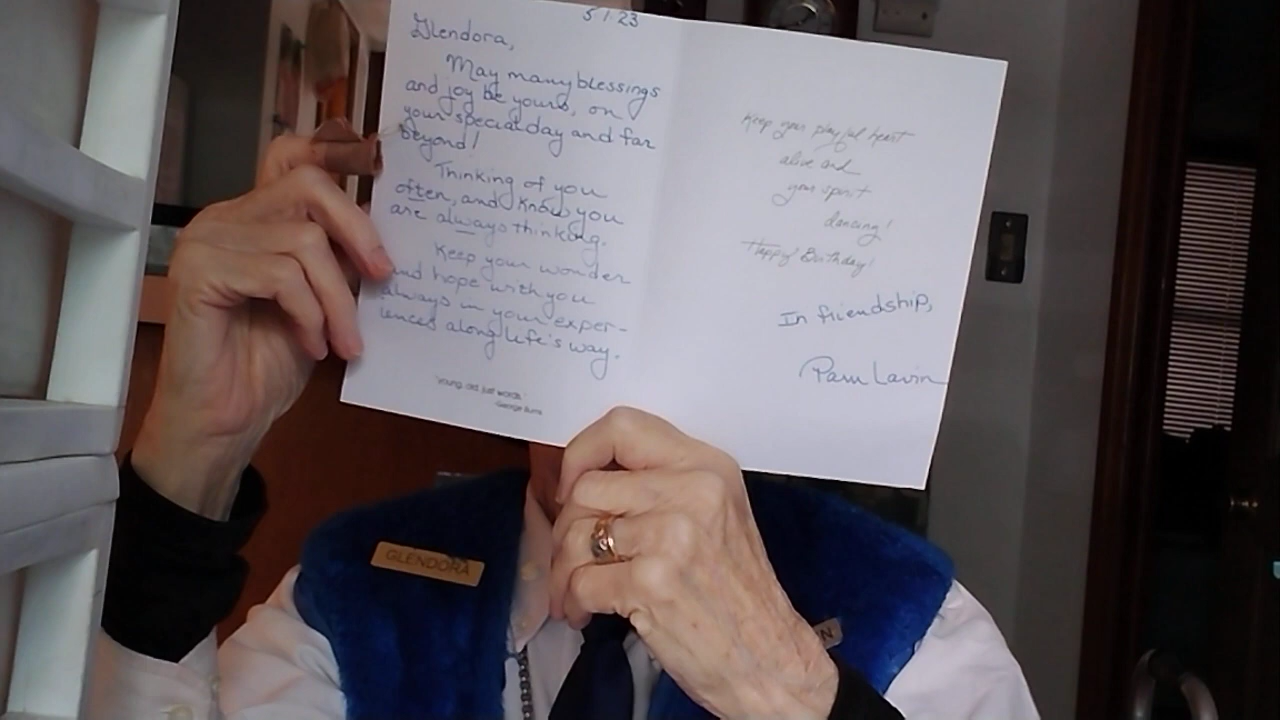 5/1/23
Glendora,
May many blessings
and joy be yours, on
your special day and far
beyond!
Thinking of you
often, and know you
are always thinking.
Keep your wonder
and hope with you
always in your exper-
iences along life's way.
"Young, old, just words."
-George Burns
Keep your playful heart
alive and
your spirit
dancing!
Happy Birthday!
In friendship,
Pam Lavin
GLENDORA